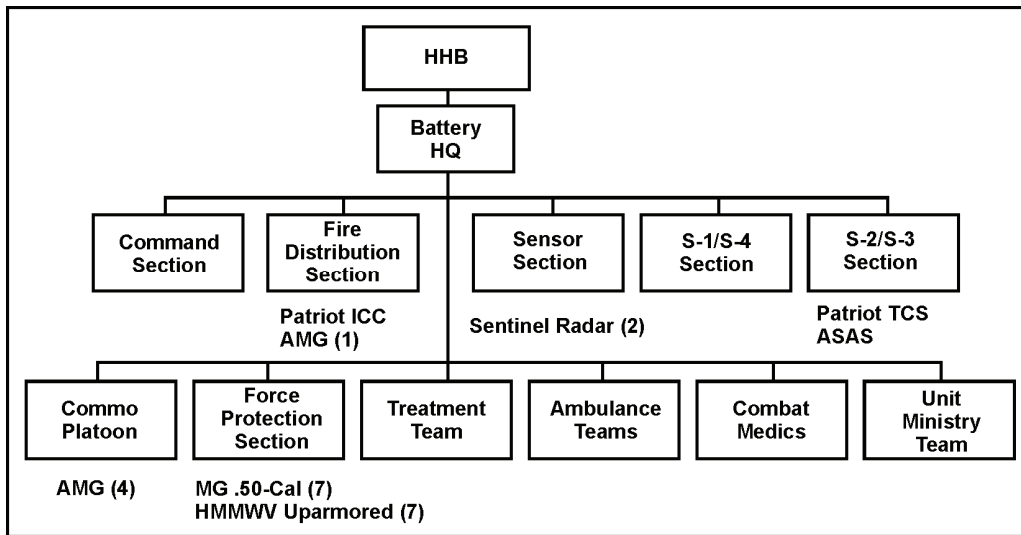 HHB
Battery
HQ
Command
Section
Fire
Distribution
Section
Sensor
Section
S-1/S-4
Section
S-2/S-3
Section
Patriot ICC
AMG (1)
Sentinel Radar (2)
Patriot TCS
ASAS
Commo
Platoon
Force
Protection
Section
Treatment
Team
Ambulance
Teams
Combat
Medics
Unit
Ministry
Team
AMG (4)
MG .50-Cal (7)
HMMWV Uparmored (7)